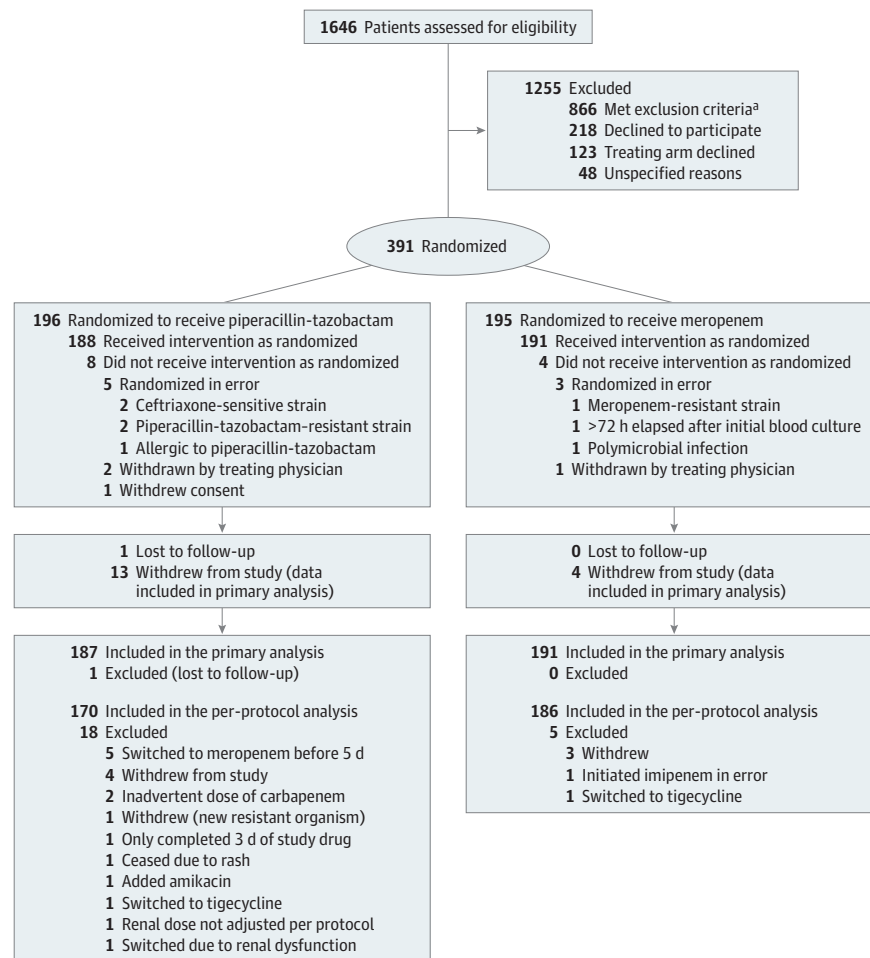 1646 Patients assessed for eligibility
1255 Excluded
866 Met exclusion criteriaa
218 Declined to participate
123 Treating arm declined
48 Unspecified reasons
391 Randomized
196 Randomized to receive piperacillin-tazobactam
188 Received intervention as randomized
8 Did not receive intervention as randomized
5 Randomized in error
2 Ceftriaxone-sensitive strain
2 Piperacillin-tazobactam-resistant strain
1 Allergic to piperacillin-tazobactam
2 Withdrawn by treating physician
1 Withdrew consent
195 Randomized to receive meropenem
191 Received intervention as randomized
4 Did not receive intervention as randomized
3 Randomized in error
1 Meropenem-resistant strain
1 >72 h elapsed after initial blood culture
1 Polymicrobial infection
1 Withdrawn by treating physician
1 Lost to follow-up
13 Withdrew from study (data
included in primary analysis)
0 Lost to follow-up
4 Withdrew from study (data
included in primary analysis)
187 Included in the primary analysis
1 Excluded (lost to follow-up)
170 Included in the per-protocol analysis
18 Excluded
5 Switched to meropenem before 5 d
4 Withdrew from study
2 Inadvertent dose of carbapenem
1 Withdrew (new resistant organism)
1 Only completed 3 d of study drug
1 Ceased due to rash
1 Added amikacin
1 Switched to tigecycline
1 Renal dose not adjusted per protocol
1 Switched due to renal dysfunction
191 Included in the primary analysis
0 Excluded
186 Included in the per-protocol analysis
5 Excluded
3 Withdrew
1 Initiated imipenem in error
1 Switched to tigecycline